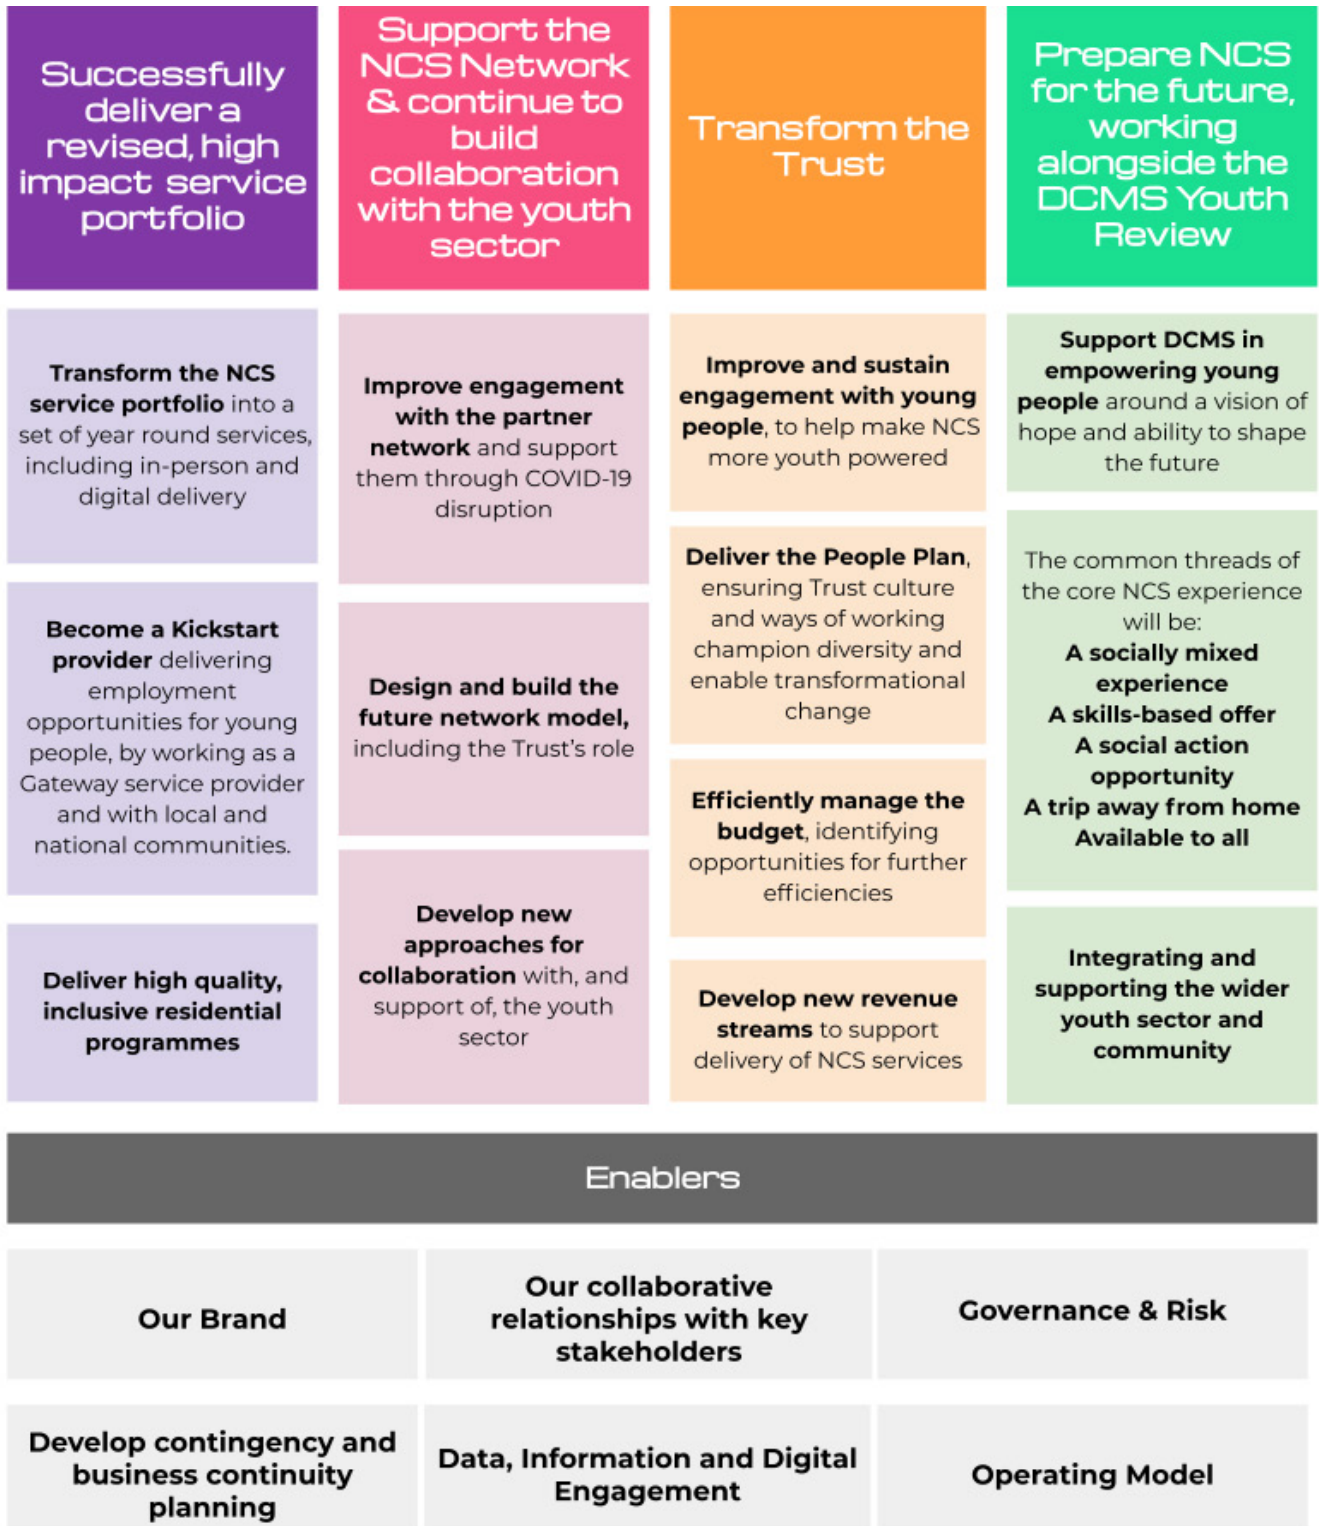 Successfully
deliver a
revised, high
impact service
portfolio
Transform the NCS
service portfolio into a
set of year round services,
including in-person and
digital delivery
Become a Kickstart
provider delivering
employment
opportunities for young
people, by working as a
Gateway service provider
and with local and
national communities.
Deliver high quality,
inclusive residential
programmes
Support the
NCS Network
& continue to
build
collaboration
with the youth
sector
Improve engagement
with the partner
network and support
them through COVID-19
disruption
Design and build the
future network model,
including the Trust's role
Develop new
approaches for
collaboration with, and
support of, the youth
sector
Transform the
Trust
Improve and sustain
engagement with young
people, to help make NCS
more youth powered
Deliver the People Plan,
ensuring Trust culture
and ways of working
champion diversity and
enable transformational
change
Efficiently manage the
budget, identifying
opportunities for further
efficiencies
Develop new revenue
streams to support
delivery of NCS services
Prepare NCS
for the future,
working
alongside the
DCMS Youth
Review
Support DCMS in
empowering young
people around a vision of
hope and ability to shape
the future
The common threads of
the core NCS experience
will be:
A socially mixed
experience
A skills-based offer
A social action
opportunity
A trip away from home
Available to all
Integrating and
supporting the wider
youth sector and
community
Enablers
Our Brand
Our collaborative
relationships with key
stakeholders
Governance & Risk
Develop contingency and
business continuity
planning
Data, Information and Digital
Engagement
Operating Model